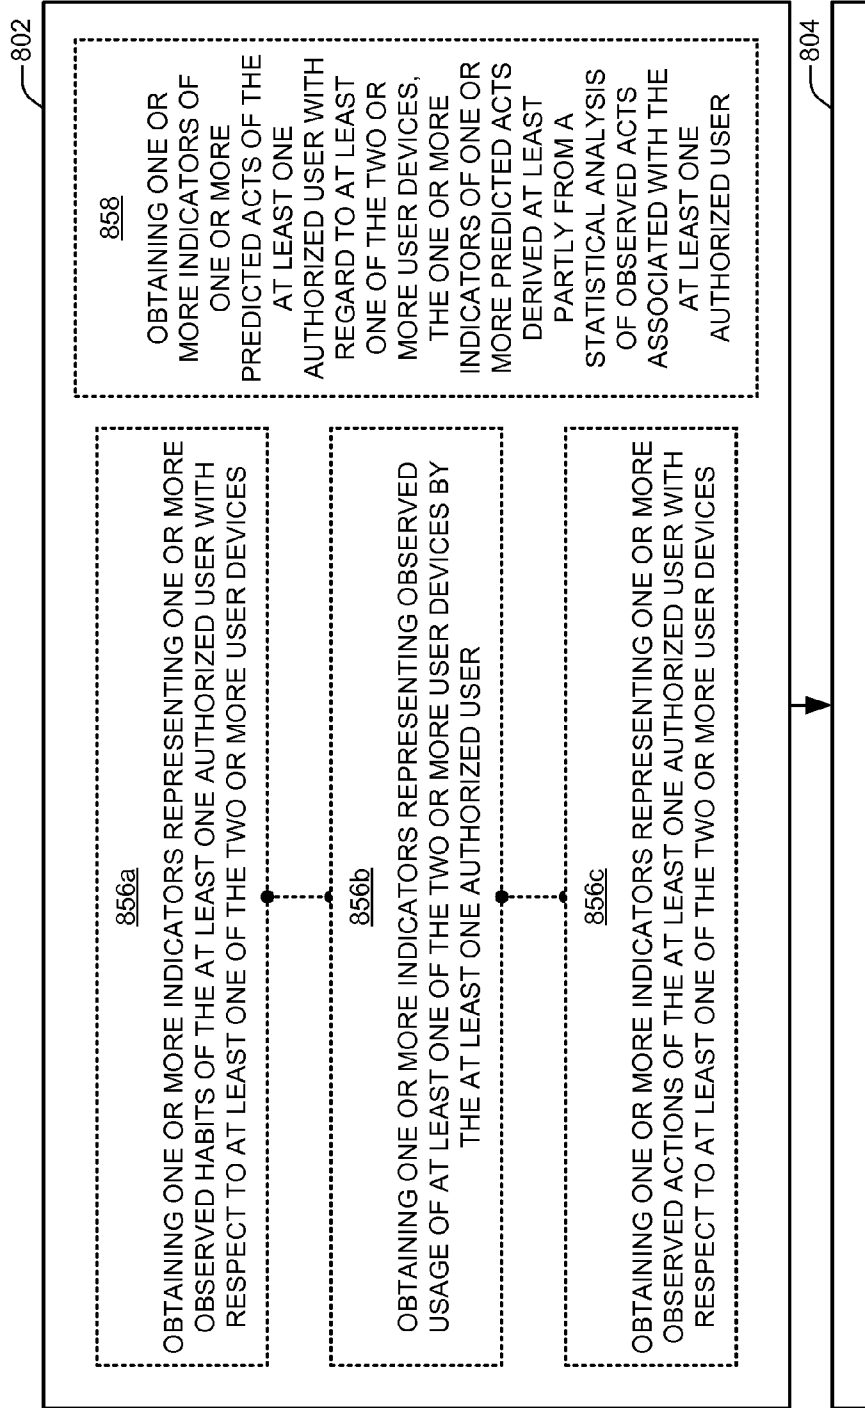 802
856a
OBTAINING ONE OR MORE INDICATORS REPRESENTING ONE OR MORE
OBSERVED HABITS OF THE AT LEAST ONE AUTHORIZED USER WITH
RESPECT TO AT LEAST ONE OF THE TWO OR MORE USER DEVICES
856b
OBTAINING ONE OR MORE INDICATORS REPRESENTING OBSERVED
USAGE OF AT LEAST ONE OF THE TWO OR MORE USER DEVICES BY
THE AT LEAST ONE AUTHORIZED USER
856c
OBTAINING ONE OR MORE INDICATORS REPRESENTING ONE OR MORE
OBSERVED ACTIONS OF THE AT LEAST ONE AUTHORIZED USER WITH
RESPECT TO AT LEAST ONE OF THE TWO OR MORE USER DEVICES
858
OBTAINING ONE OR
MORE INDICATORS OF
ONE OR MORE
PREDICTED ACTS OF THE
AT LEAST ONE
AUTHORIZED USER WITH
REGARD TO AT LEAST
ONE OF THE TWO OR
MORE USER DEVICES,
THE ONE OR MORE
INDICATORS OF ONE OR
MORE PREDICTED ACTS
DERIVED AT LEAST
PARTLY FROM A
STATISTICAL ANALYSIS
OF OBSERVED ACTS
ASSOCIATED WITH THE
AT LEAST ONE
AUTHORIZED USER
804